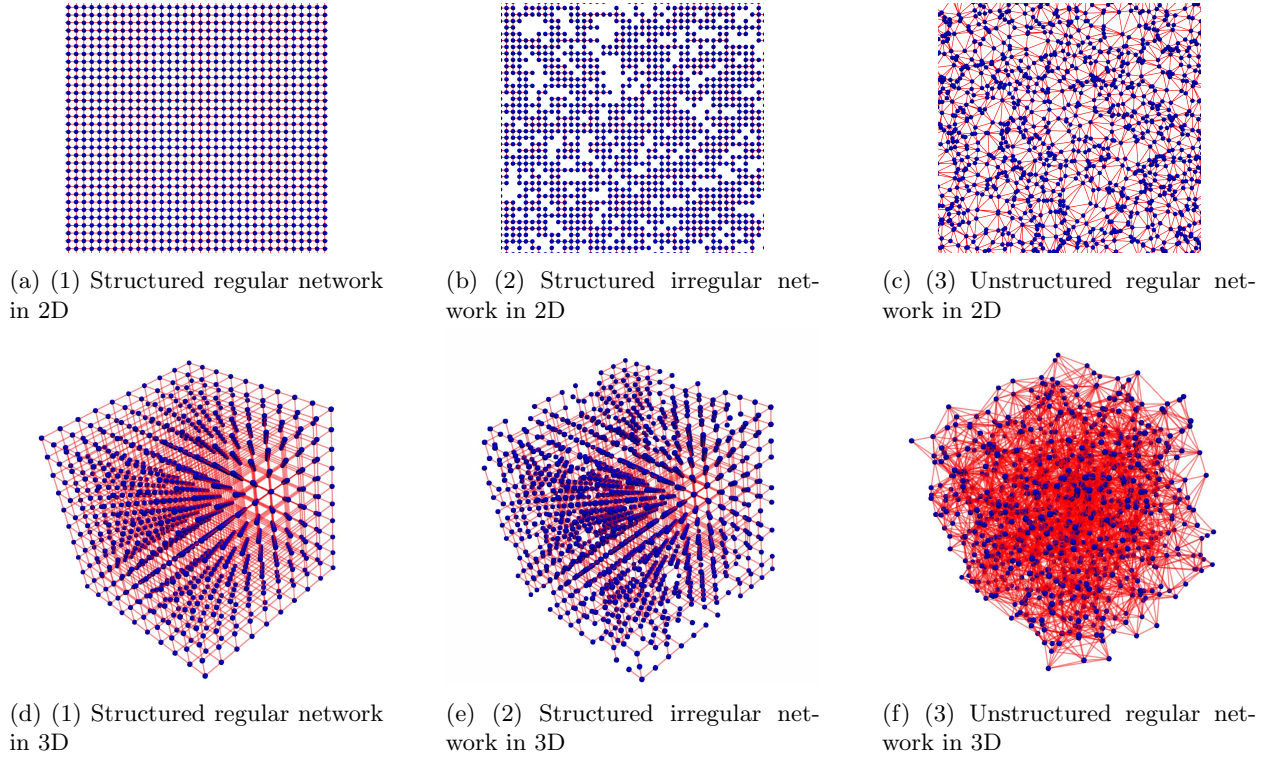 (a) (1) Structured regular network
in 2D
(b) (2) Structured irregular net-
work in 2D
(c) (3) Unstructured regular net-
work in 2D
(d) (1) Structured regular network
in 3D
(e) (2) Structured irregular net-
work in 3D
(f) (3) Unstructured regular net-
work in 3D